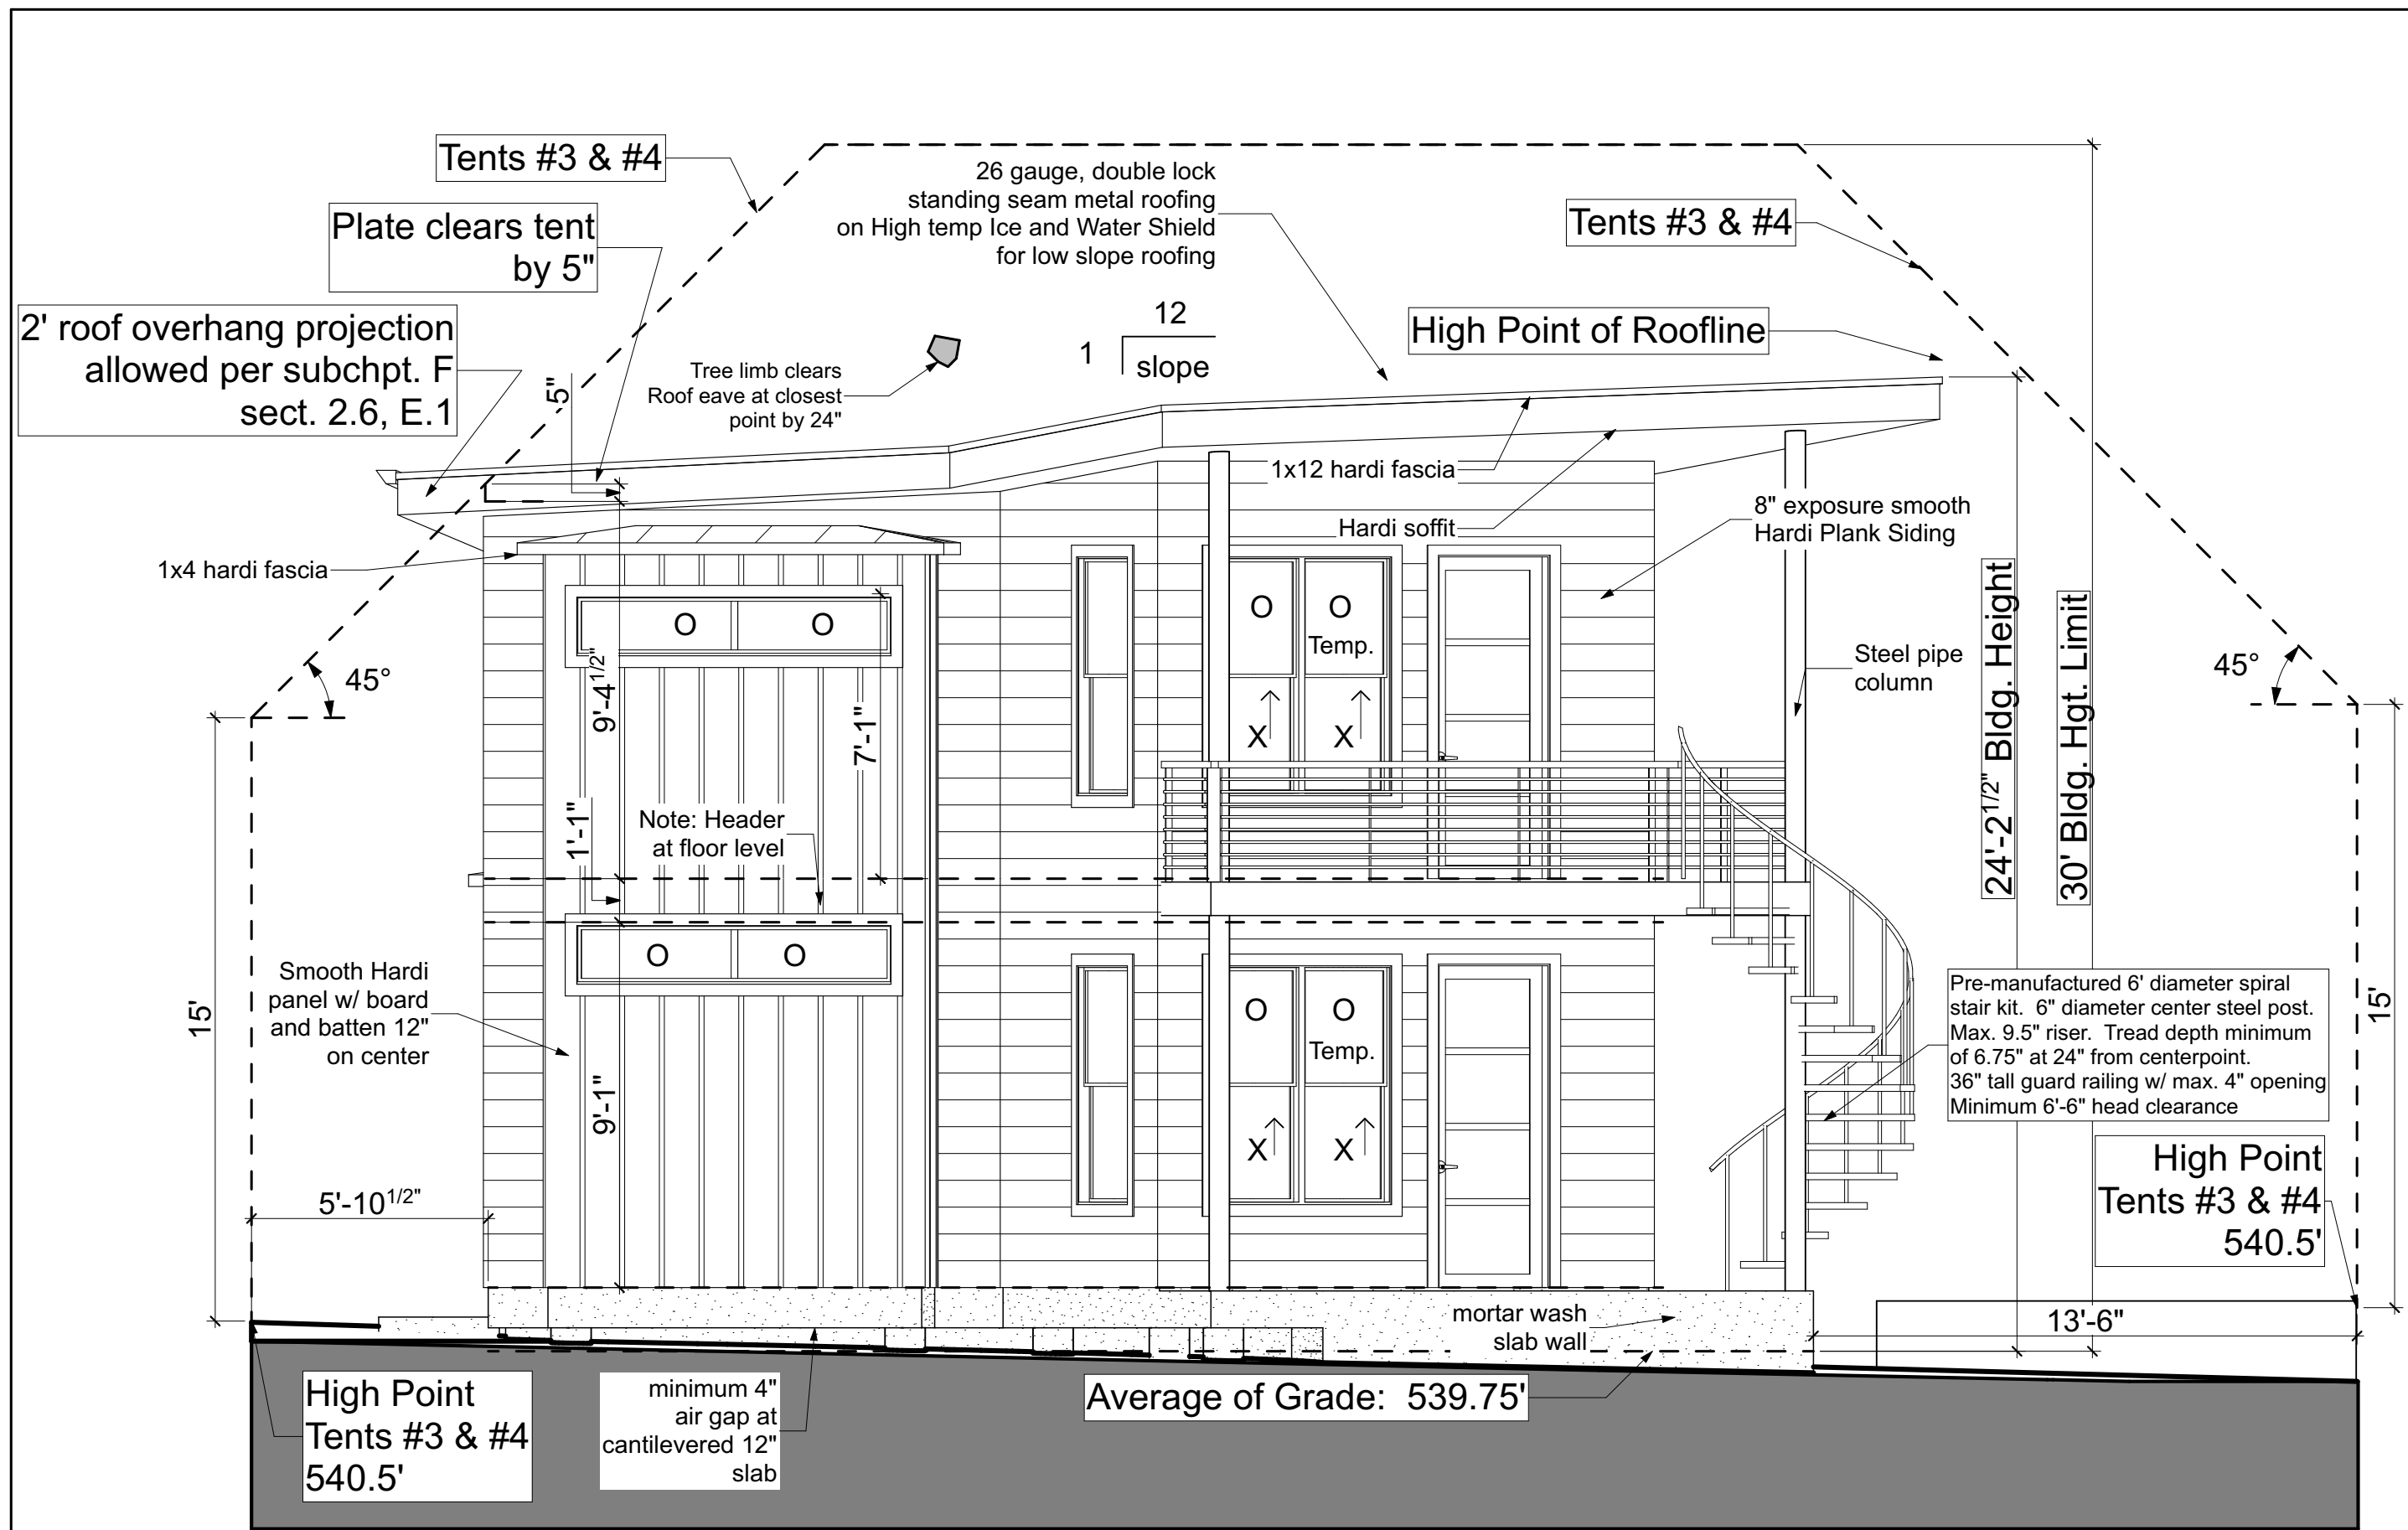 Tents #3 & #4
Plate clears tent
by 5"
2' roof overhang projection
allowed per subchpt. F
sect. 2.6, E.1
26 gauge, double lock
standing seam metal roofing
on High temp Ice and Water Shield
for low slope roofing
Tents #3 & #4
High Point of Roofline
12
1
slope
Tree limb clears
Roof eave at closest
point by 24"
5"
1x12 hardi fascia
Hardi soffit
8" exposure smooth
Hardi Plank Siding
1x4 hardi fascia
O O
O O
Temp.
X X
45°
45°
9'-4 1/2"
7'-1"
1'-1"
Note: Header
at floor level
Steel pipe
column
24'-2 1/2" Bldg. Height
30' Bldg. Hgt. Limit
O O
O O
Temp.
X X
Smooth Hardi
panel w/ board
and batten 12"
on center
15'
9'-1"
Pre-manufactured 6' diameter spiral
stair kit. 6" diameter center steel post.
Max. 9.5" riser. Tread depth minimum
of 6.75" at 24" from centerpoint.
36" tall guard railing w/ max. 4" opening
Minimum 6'-6" head clearance
15'
5'-10 1/2"
High Point
Tents #3 & #4
540.5'
mortar wash
slab wall
13'-6"
High Point
Tents #3 & #4
540.5'
minimum 4"
air gap at
cantilevered 12"
slab
Average of Grade: 539.75'